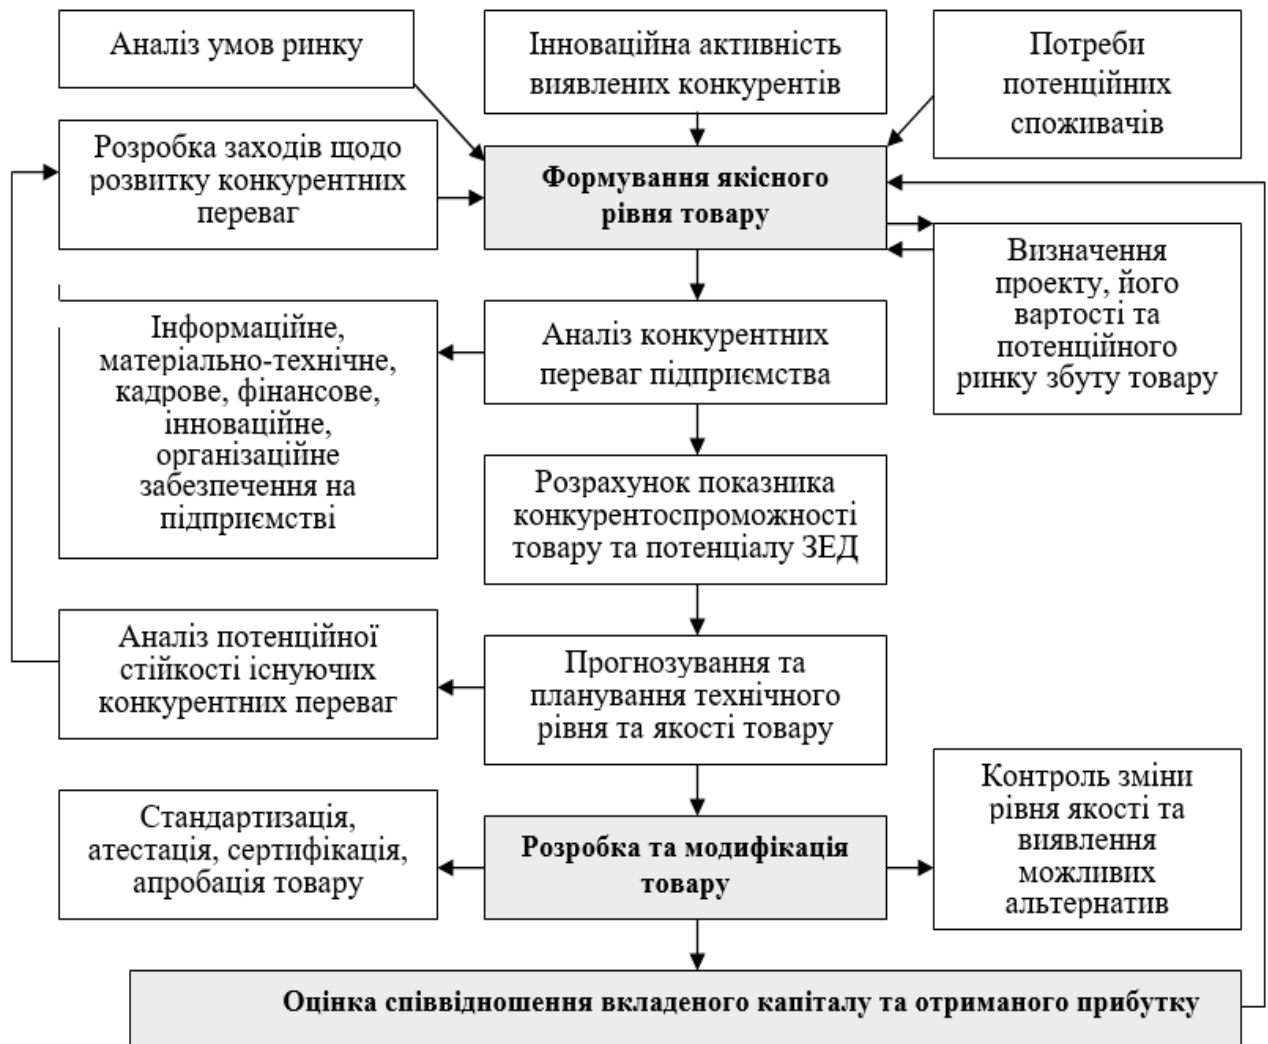 Аналіз умов ринку
Інноваційна активність
виявлених конкурентів
Потреби
потенційних
споживачів
Розробка заходів щодо
розвитку конкурентних
переваг
Формування якісного
рівня товару
Визначення
проекту, його
вартості та
потенційного
ринку збуту товару
Інформаційне,
матеріально-технічне,
кадрове, фінансове,
інноваційне,
організаційне
забезпечення на
підприємстві
Аналіз конкурентних
переваг підприємства
Розрахунок показника
конкурентоспроможності
товару та потенціалу ЗЕД
Аналіз потенційної
стійкості існуючих
конкурентних переваг
Прогнозування та
планування технічного
рівня та якості товару
Стандартизація,
атестація, сертифікація,
апробація товару
Розробка та модифікація
товару
Контроль зміни
рівня якості та
виявлення
можливих
альтернатив
Оцінка співвідношення вкладеного капіталу та отриманого прибутку